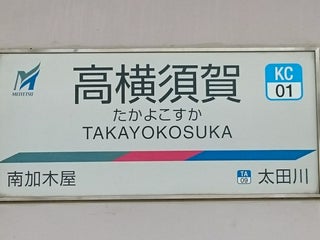 MEITETSU
高横須賀
KC
01
たかよこすか
TAKAYOKOSUKA
南加木屋
TA
09
太田川